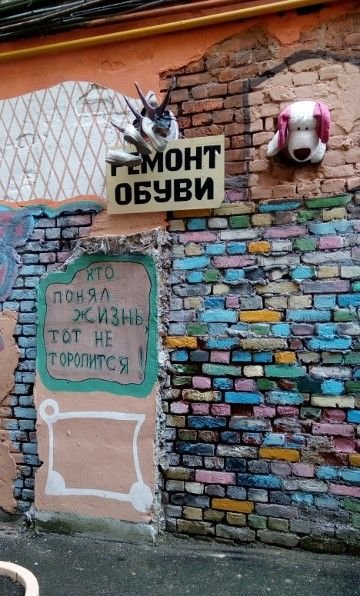 РЕМОНТ
ОБУВИ
КТО
ПОНЯЛ
ЖИЗНЬ,
ТОТ НЕ
ТОРОПИТСЯ!